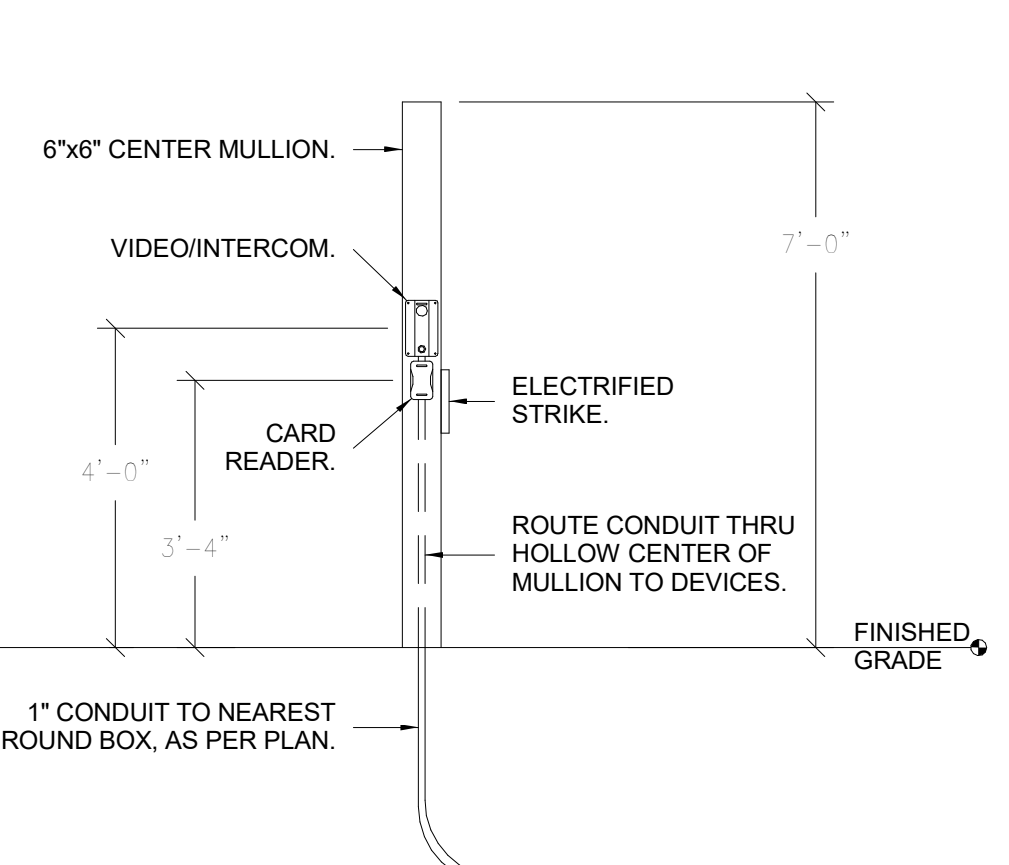 6"x6" CENTER MULLION.
VIDEO/INTERCOM.
7'-0"
ELECTRIFIED
STRIKE.
CARD
READER.
4'-0"
3'-4"
ROUTE CONDUIT THRU
HOLLOW CENTER OF
MULLION TO DEVICES.
FINISHED
GRADE
1" CONDUIT TO NEAREST
ROUND BOX, AS PER PLAN.